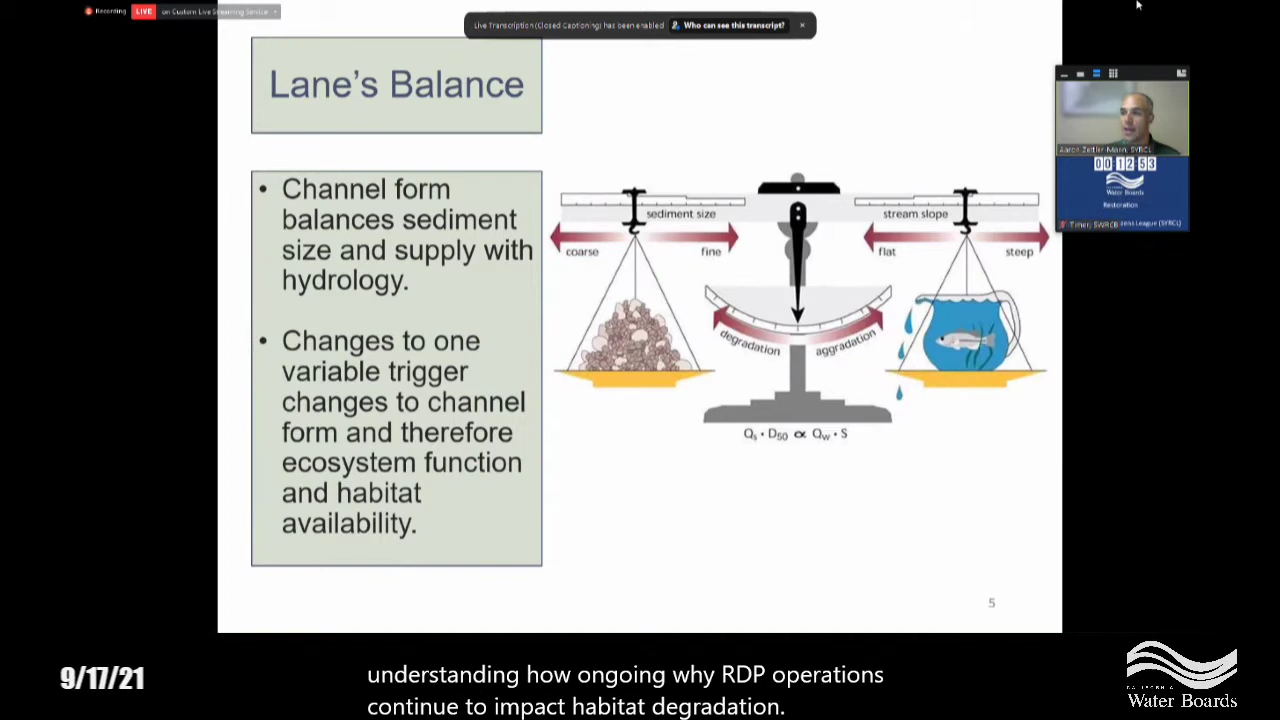 Recording
LIVE
on Custom Live Streaming Service
Live Transcription (Closed Captioning) has been enabled
Who can see this transcript?
Lane's Balance
• Channel form
balances sediment
size and supply with
hydrology.
• Changes to one
variable trigger
changes to channel
form and therefore
ecosystem function
and habitat
availability.
sediment size
stream slope
coarse
fine
flat
steep
degradation
aggradation
Qs • D50 ∝ Qw • S
5
Aaron Zettler-Mann, SYRCL
00:12:53
Water Boards
Restoration
Timer, SWRCB
zens League (SYRCL)
understanding how ongoing why RDP operations
continue to impact habitat degradation.
9/17/21
CALIFORNIA
Water Boards